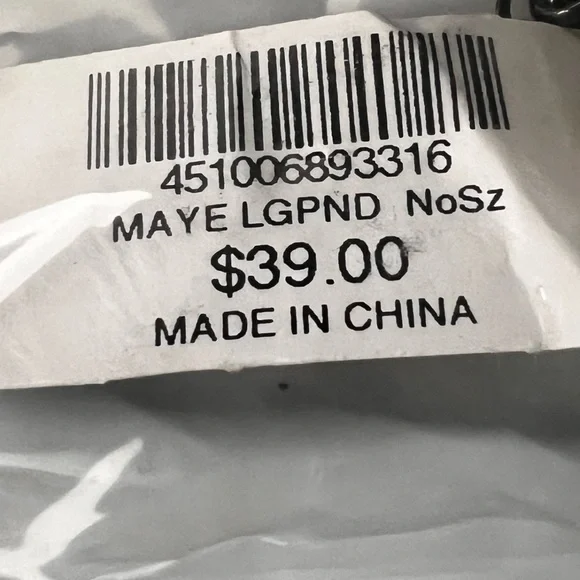 451006893316
MAYE LGPND NoSz
$39.00
MADE IN CHINA